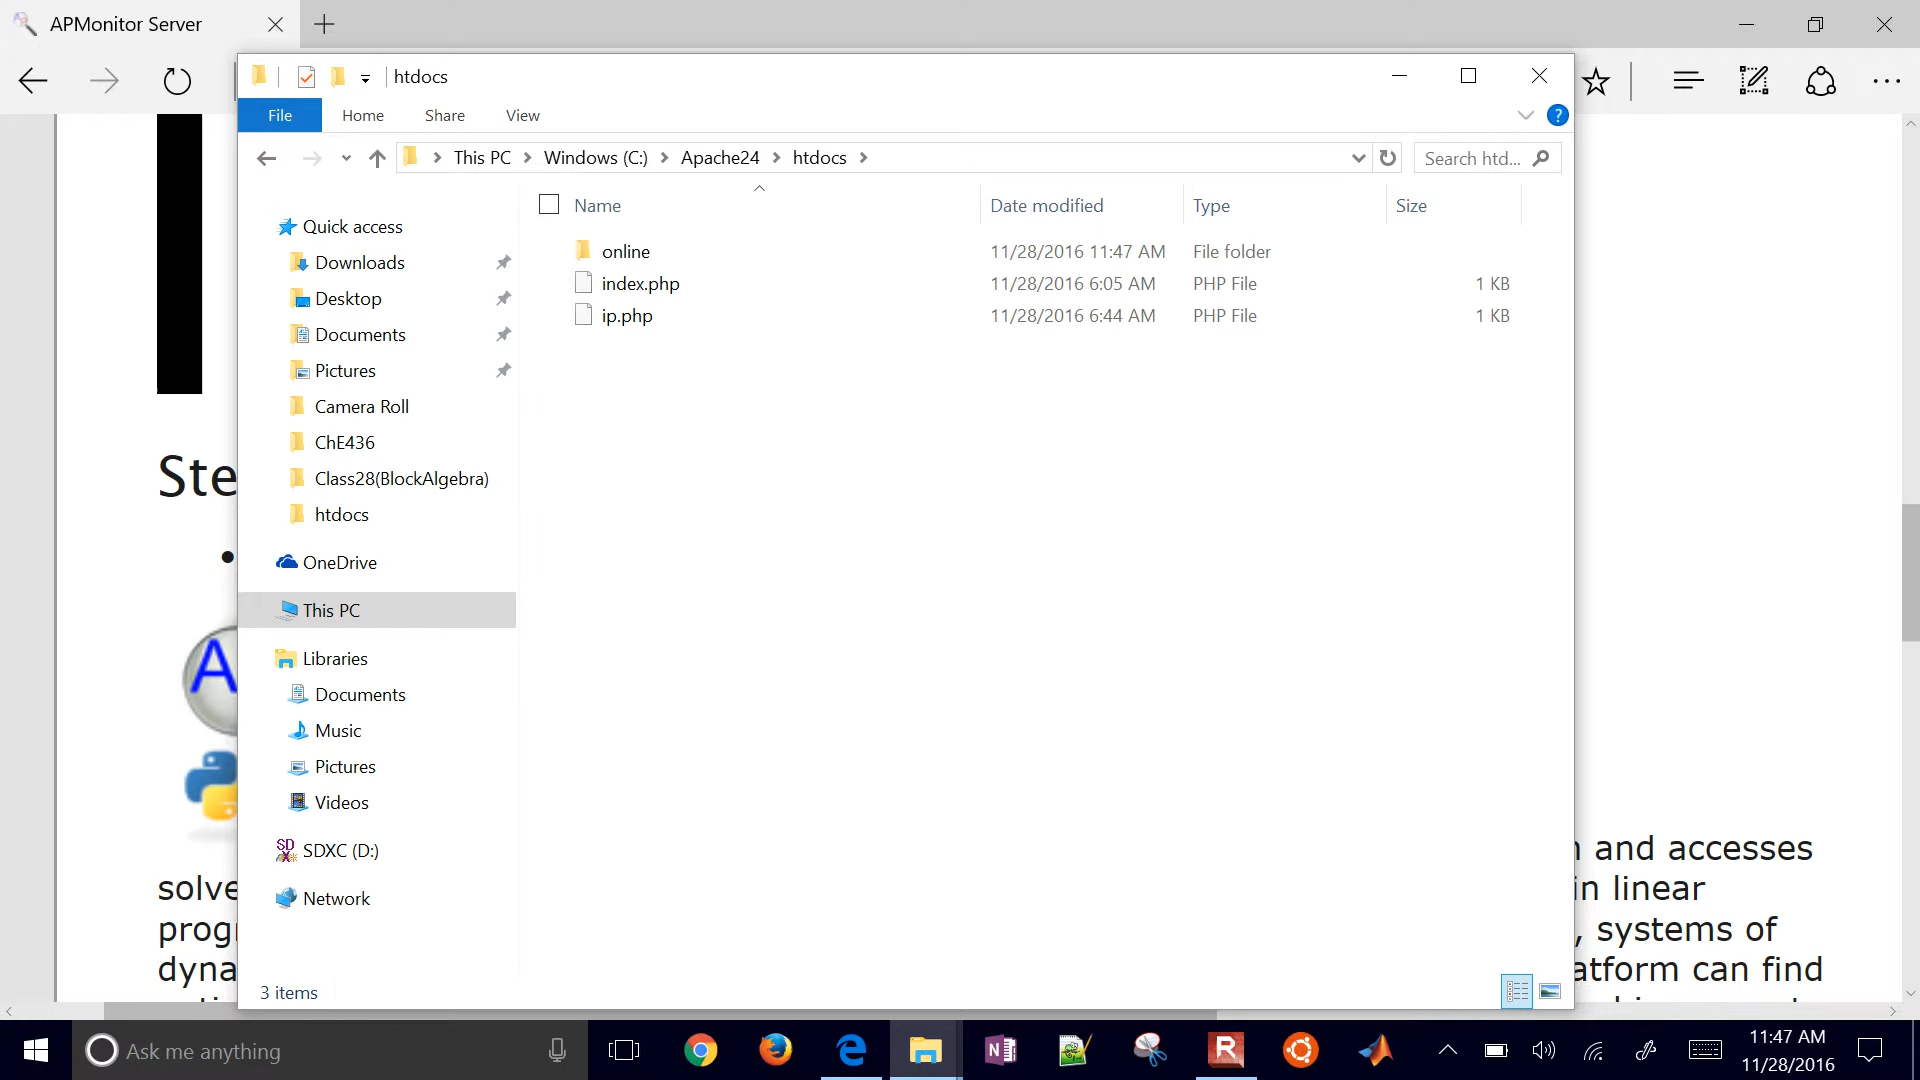 APMonitor Server
htdocs
File Home Share View
This PC Windows (C:) Apache24 htdocs
Search htd...
Name Date modified Type Size
online 11/28/2016 11:47 AM File folder
index.php 11/28/2016 6:05 AM PHP File 1 KB
ip.php 11/28/2016 6:44 AM PHP File 1 KB
Quick access
Downloads
Desktop
Documents
Pictures
Camera Roll
ChE436
Class28(BlockAlgebra)
htdocs
OneDrive
This PC
Libraries
Documents
Music
Pictures
Videos
SDXC (D:)
Network
3 items
Ste
and accesses
solve in linear
prog , systems of
dyna atform can find
Ask me anything
11:47 AM
11/28/2016